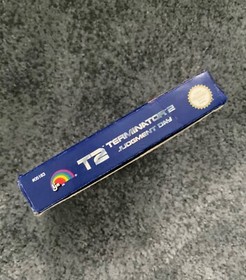 T2
TERMINATOR 2
JUDGMENT DAY